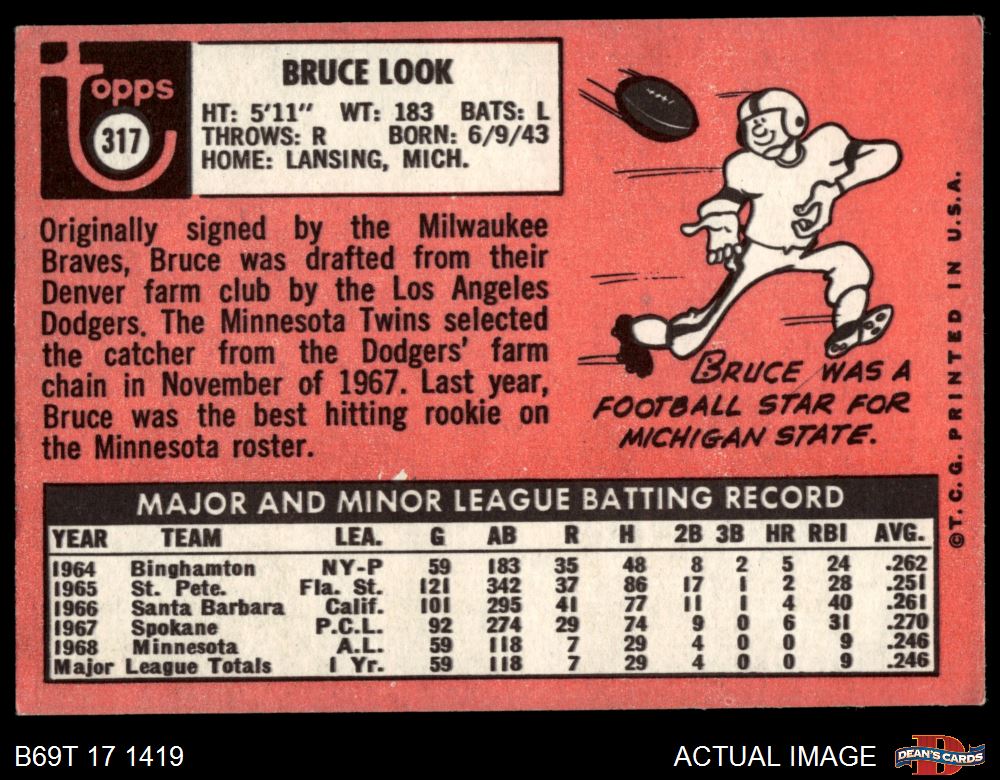 Topps
317
BRUCE LOOK
HT: 5'11" WT: 183 BATS: L
THROWS: R BORN: 6/9/43
HOME: LANSING, MICH.
Originally signed by the Milwaukee
Braves, Bruce was drafted from their
Denver farm club by the Los Angeles
Dodgers. The Minnesota Twins selected
the catcher from the Dodgers' farm
chain in November of 1967. Last year,
Bruce was the best hitting rookie on
the Minnesota roster.
BRUCE WAS A
FOOTBALL STAR FOR
MICHIGAN STATE.
©T. C. G. PRINTED IN U.S.A.
MAJOR AND MINOR LEAGUE BATTING RECORD
YEAR TEAM LEA. G AB R H 2B 3B HR RBI AVG.
1964 Binghamton NY-P 59 183 35 48 8 2 5 24 .262
1965 St. Pete. Fla. St. 121 342 37 86 17 1 2 28 .251
1966 Santa Barbara Calif. 101 295 41 77 11 1 4 40 .261
1967 Spokane P.C.L. 92 274 29 74 9 0 6 31 .270
1968 Minnesota A.L. 59 118 7 29 4 0 0 9 .246
Major League Totals 1 Yr. 59 118 7 29 4 0 0 9 .246
B69T 17 1419
ACTUAL IMAGE
D
DEAN'S CARDS